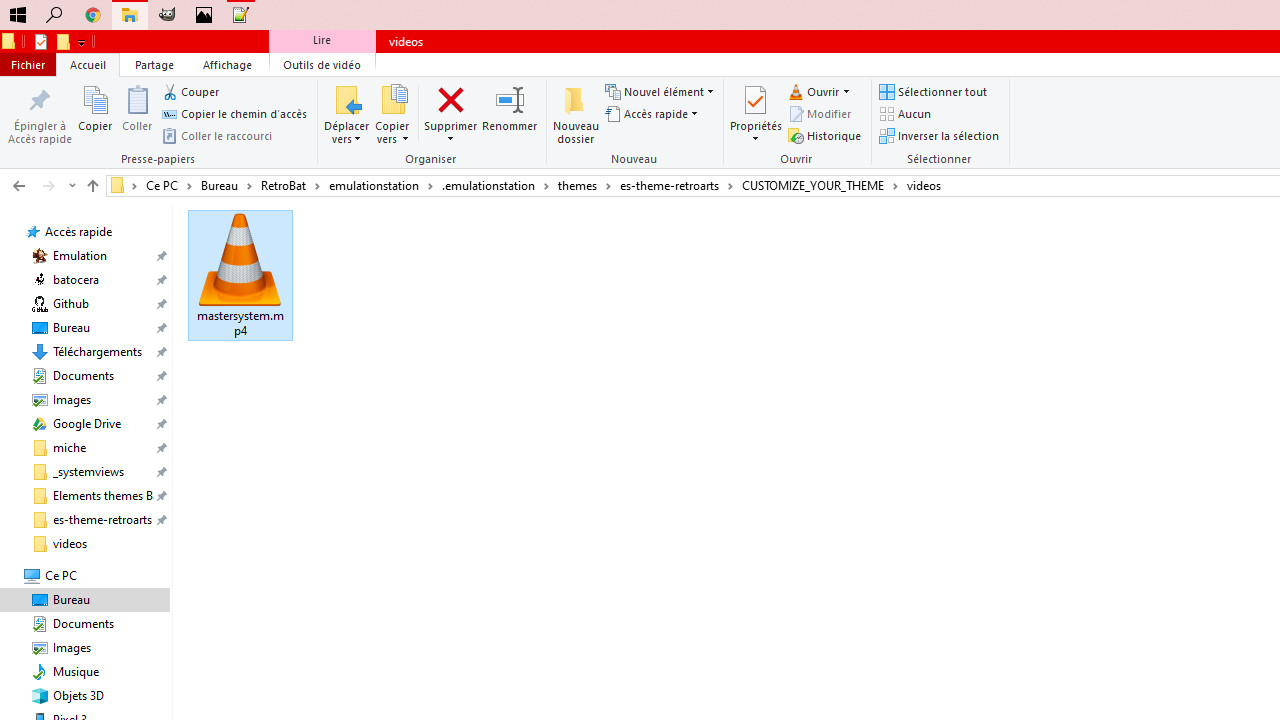 Lire
videos
Fichier
Accueil
Partage
Affichage
Outils de vidéo
Épingler à
Accès rapide
Copier
Coller
Couper
Copier le chemin d'accès
Coller le raccourci
Presse-papiers
Déplacer
vers
Copier
vers
Supprimer
Renommer
Organiser
Nouveau
dossier
Nouvel élément
Accès rapide
Nouveau
Propriétés
Ouvrir
Modifier
Historique
Ouvrir
Sélectionner tout
Aucun
Inverser la sélection
Sélectionner
Ce PC > Bureau > RetroBat > emulationstation > .emulationstation > themes > es-theme-retroarts > CUSTOMIZE_YOUR_THEME > videos
Accès rapide
Emulation
batocera
Github
Bureau
Téléchargements
Documents
Images
Google Drive
miche
_systemviews
Elements themes B
es-theme-retroarts
videos
Ce PC
Bureau
Documents
Images
Musique
Objets 3D
Pixel 3
mastersystem.m
p4